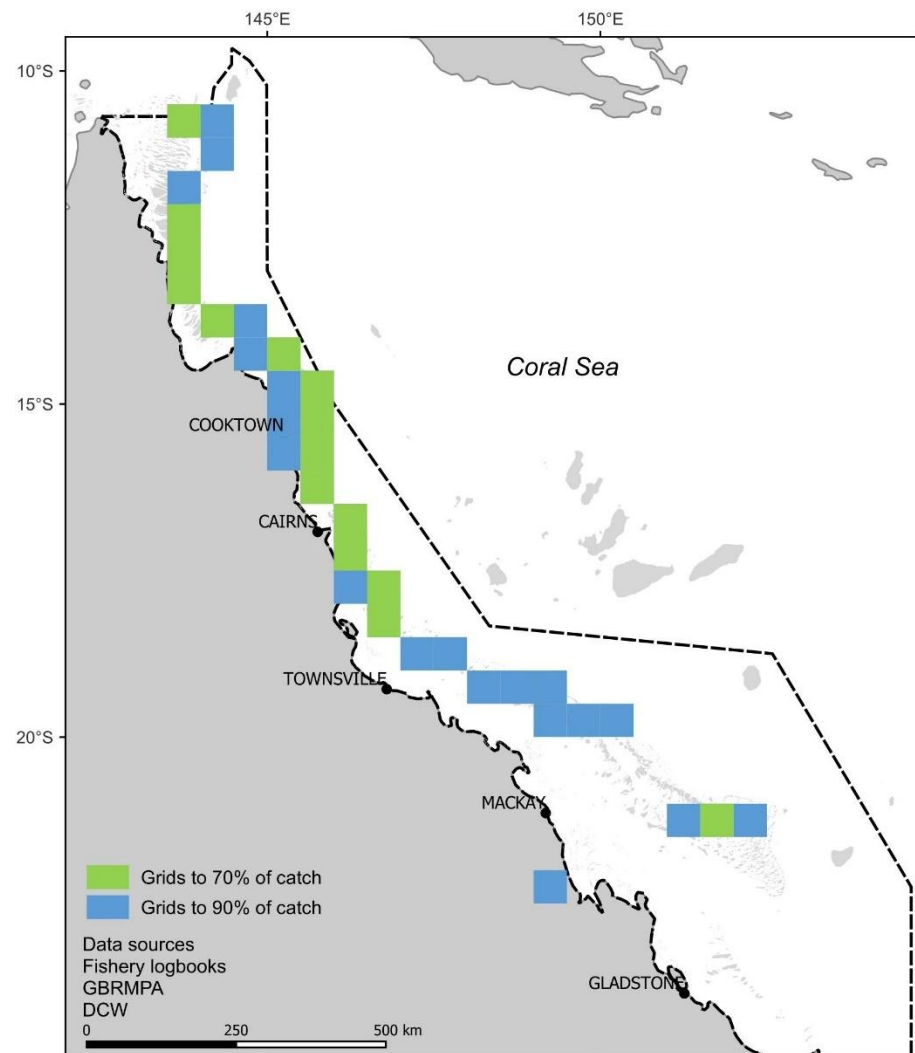 145°E 150°E
10°S
Coral Sea
15°S
COOKTOWN
CAIRNS
TOWNSVILLE
20°S
MACKAY
Grids to 70% of catch
Grids to 90% of catch
Data sources
Fishery logbooks
GBRMPA
DCW
GLADSTONE
0 250 500 km